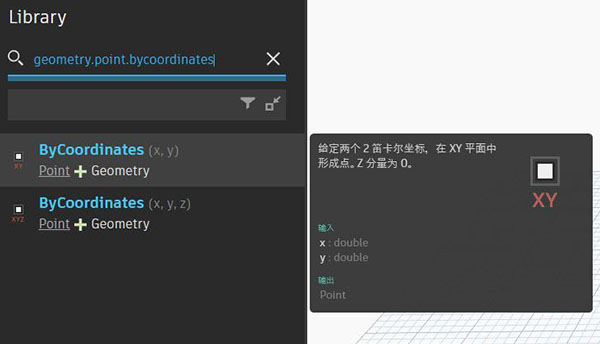 Library
geometry.point.bycoordinates
ByCoordinates (x, y)
Point + Geometry
XY
ByCoordinates (x, y, z)
Point + Geometry
XYZ
给定两个 2 笛卡尔坐标，在 XY 平面中
形成点。Z 分量为 0。
XY
输入
x : double
y : double
输出
Point